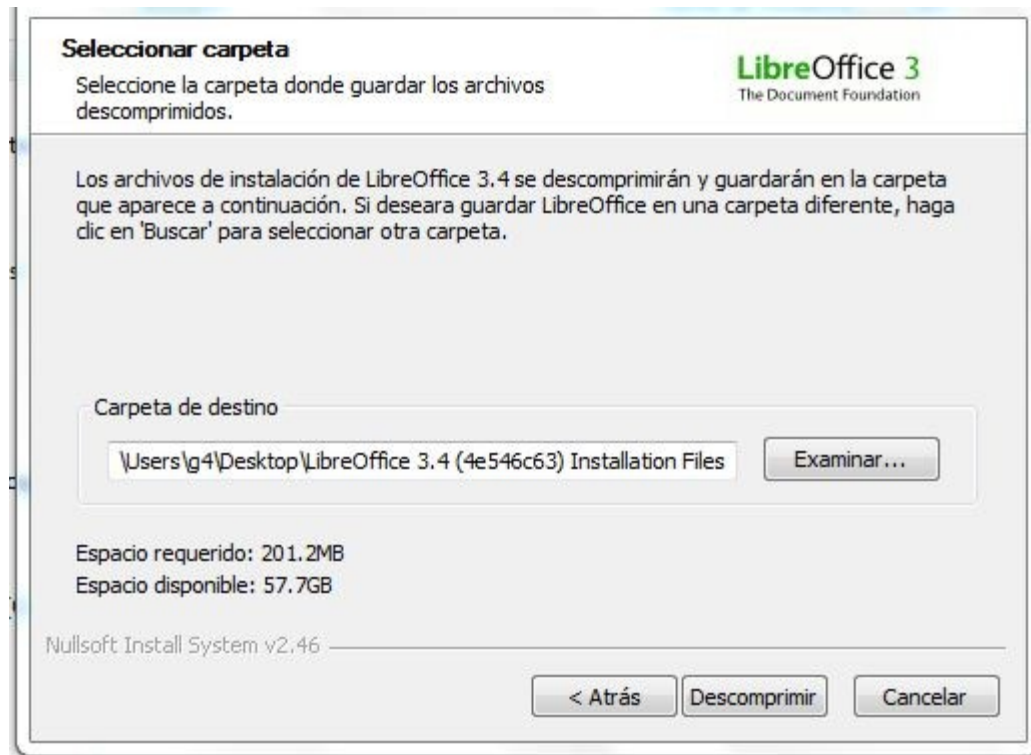 Seleccionar carpeta
Seleccione la carpeta donde guardar los archivos
descomprimidos.
LibreOffice 3
The Document Foundation
Los archivos de instalación de LibreOffice 3.4 se descomprimirán y guardarán en la carpeta
que aparece a continuación. Si deseara guardar LibreOffice en una carpeta diferente, haga
clic en 'Buscar' para seleccionar otra carpeta.
Carpeta de destino
\Users\g4\Desktop\LibreOffice 3.4 (4e546c63) Installation Files
Examinar...
Espacio requerido: 201.2MB
Espacio disponible: 57.7GB
Nullsoft Install System v2.46
< Atrás
Descomprimir
Cancelar